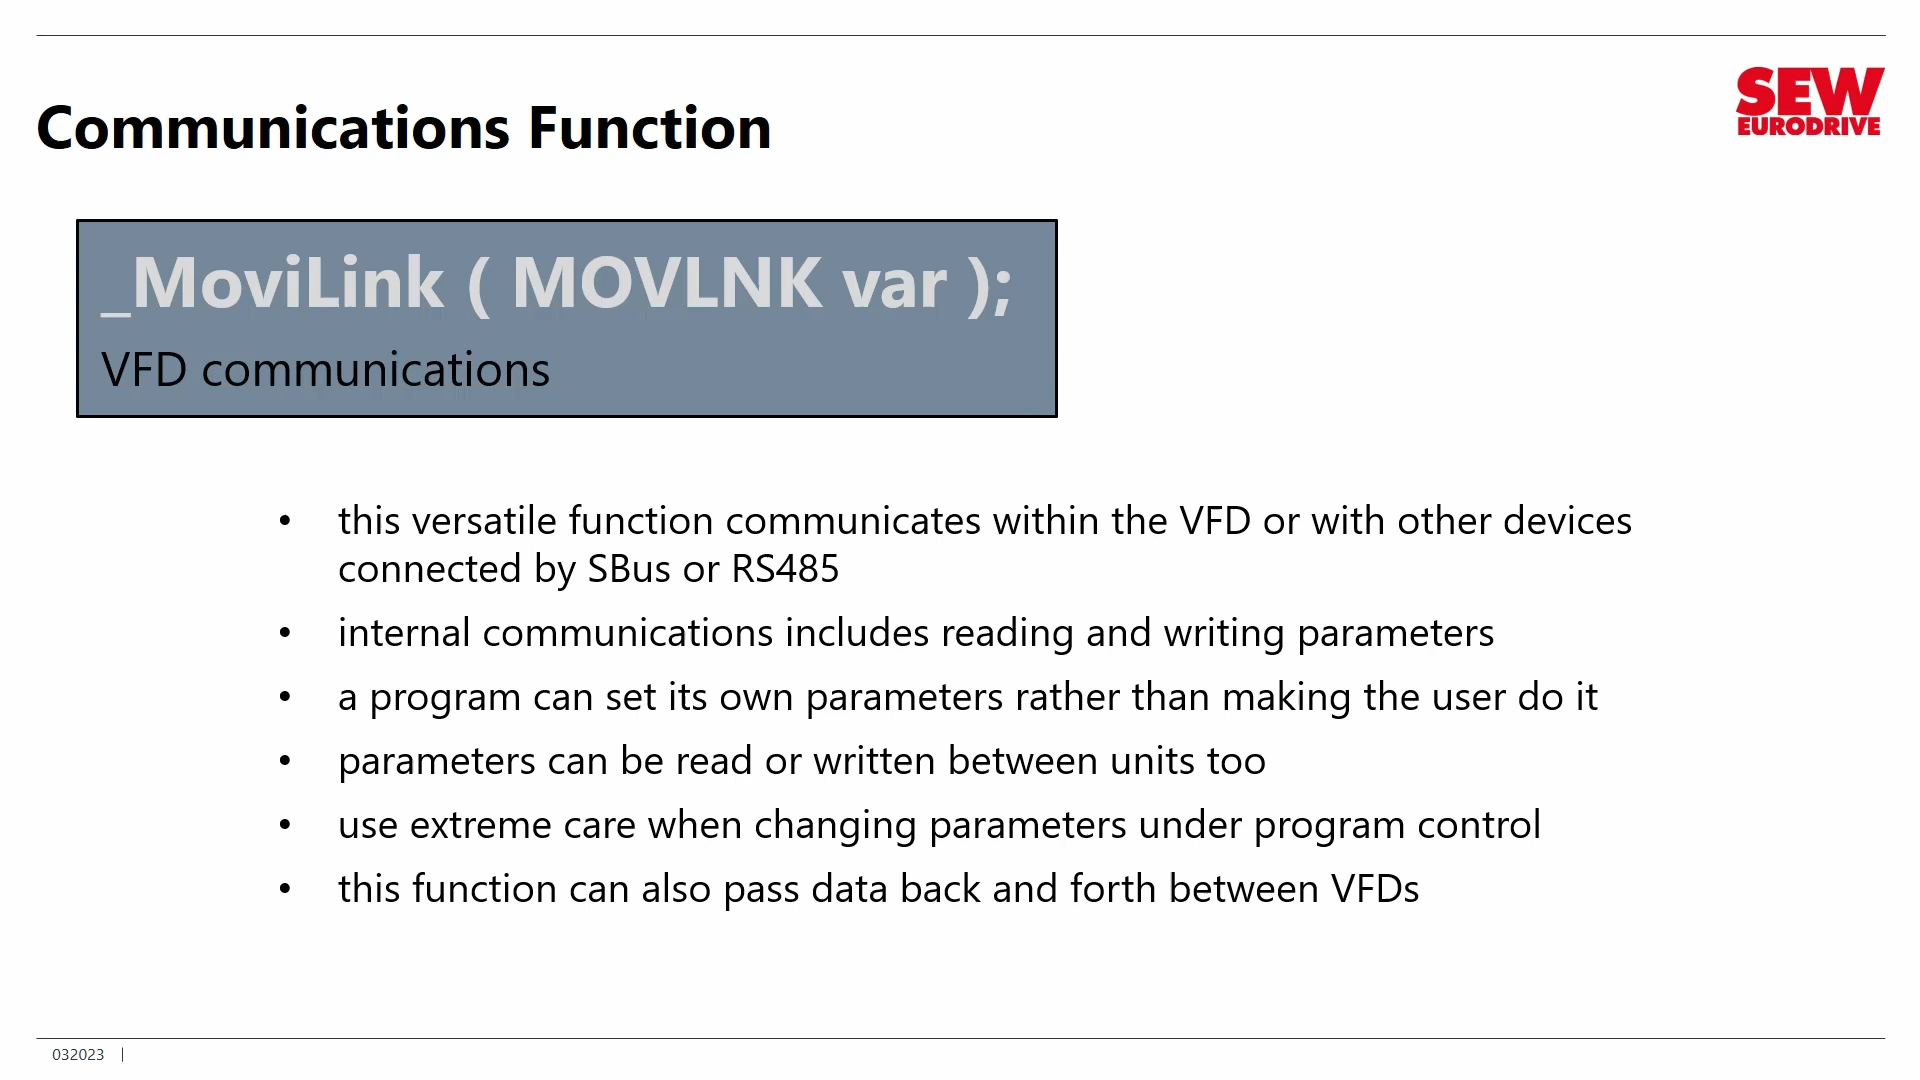 SEW
EURODRIVE
Communications Function
_MoviLink ( MOVLNK var );
VFD communications
• this versatile function communicates within the VFD or with other devices
connected by SBus or RS485
• internal communications includes reading and writing parameters
• a program can set its own parameters rather than making the user do it
• parameters can be read or written between units too
• use extreme care when changing parameters under program control
• this function can also pass data back and forth between VFDs
032023 |